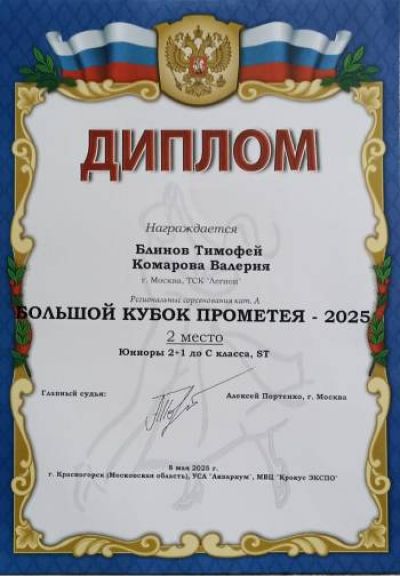 ДИПЛОМ
Награждается
Блинов Тимофей
Комарова Валерия
г. Москва, ТСК "Легион"
Региональные соревнования кат. А
БОЛЬШОЙ КУБОК ПРОМЕТЕЯ - 2025
2 место
Юниоры 2+1 до С класса, ST
Главный судья: Алексей Портенко, г. Москва
8 мая 2025 г.
г. Красногорск (Московская область), УСА "Аквариум", МВЦ "Крокус ЭКСПО"